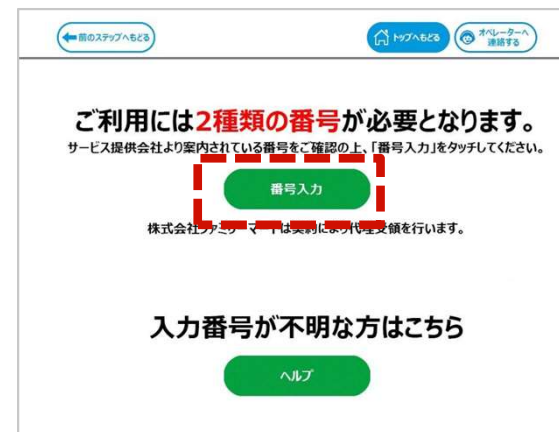 前のステップへもどる
トップへもどる
オペレーターへ
連絡する
ご利用には2種類の番号が必要となります。
サービス提供会社より案内されている番号をご確認の上、「番号入力」をタッチしてください。
番号入力
株式会社ファミリーマートは契約により代理受領を行います。
入力番号が不明な方はこちら
ヘルプ